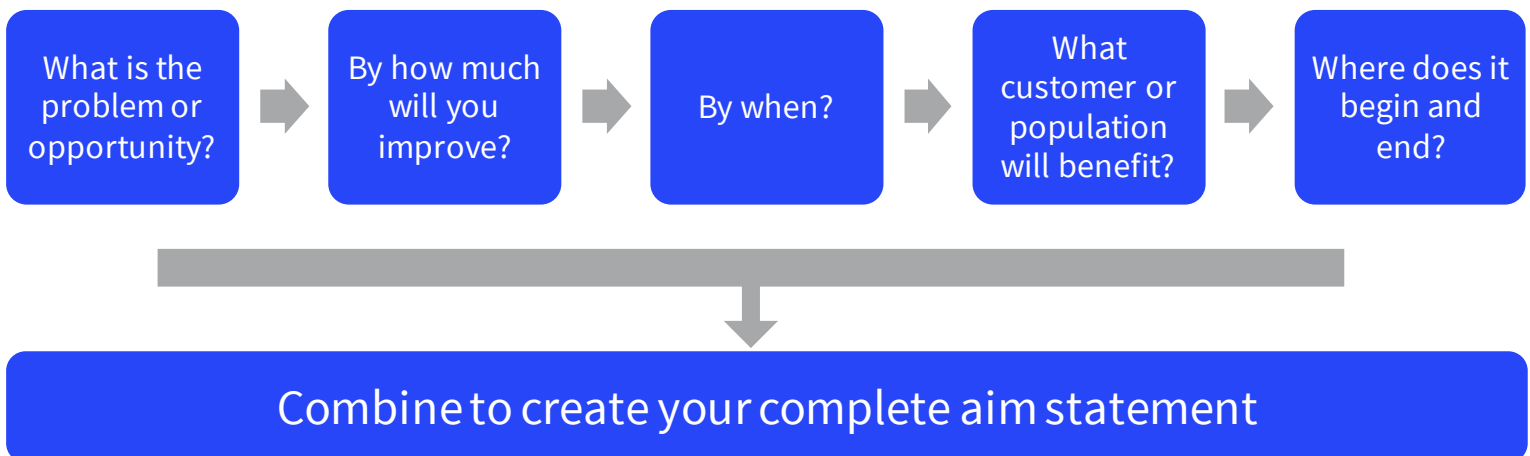 What is the
problem or
opportunity?
By how much
will you
improve?
By when?
What
customer or
population
will benefit?
Where does it
begin and
end?
Combine to create your complete aim statement